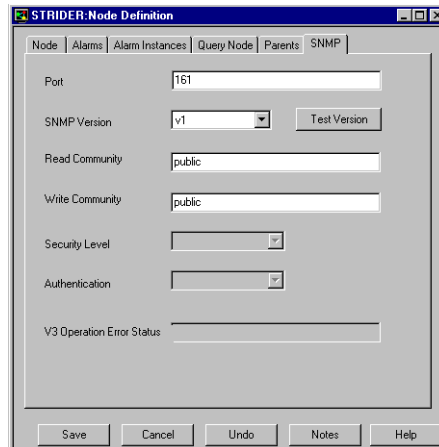 STRIDER:Node Definition
Node Alarms Alarm Instances Query Node Parents SNMP
Port 161
SNMP Version v1 Test Version
Read Community public
Write Community public
Security Level
Authentication
V3 Operation Error Status
Save Cancel Undo Notes Help